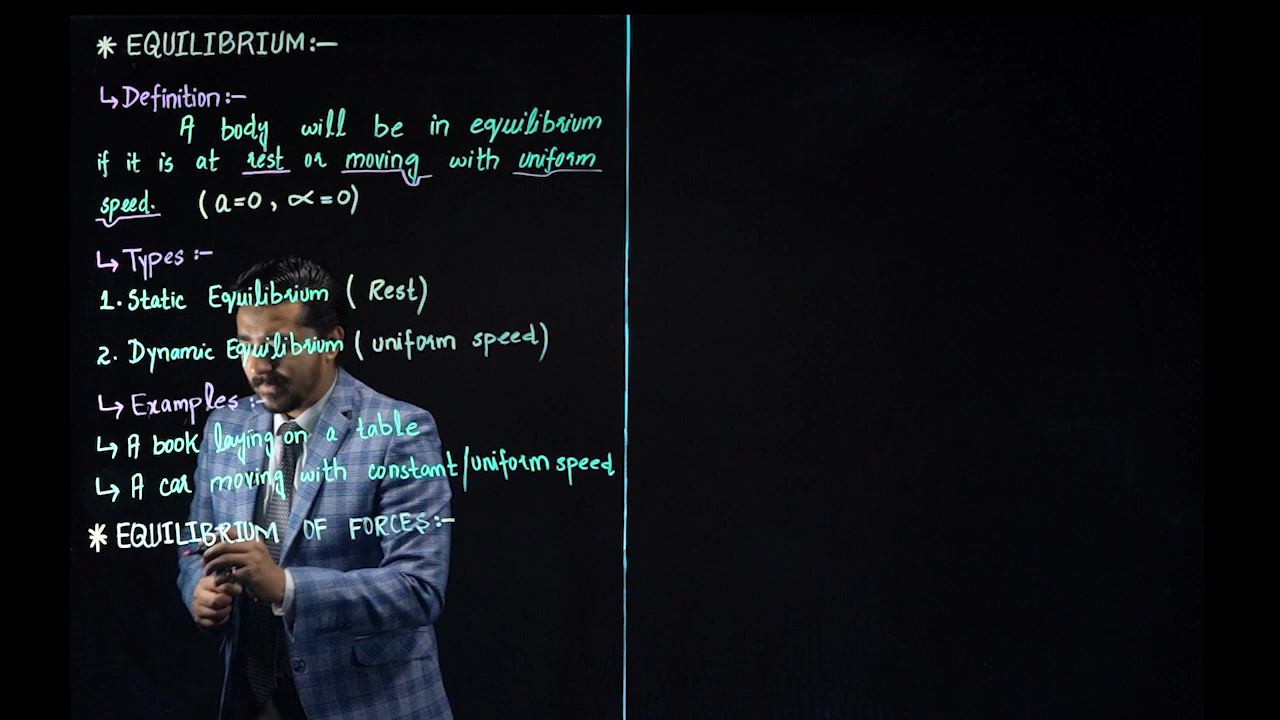 * EQUILIBRIUM:-
↳ Definition:-
A body will be in equilibrium
if it is at rest or moving with uniform
speed. (a=0, ∝=0)
↳ Types:-
1. Static Equilibrium (Rest)
2. Dynamic Equilibrium (uniform speed)
↳ Examples:-
↳ A book laying on a table
↳ A car moving with constant/uniform speed
* EQUILIBRIUM OF FORCES:-